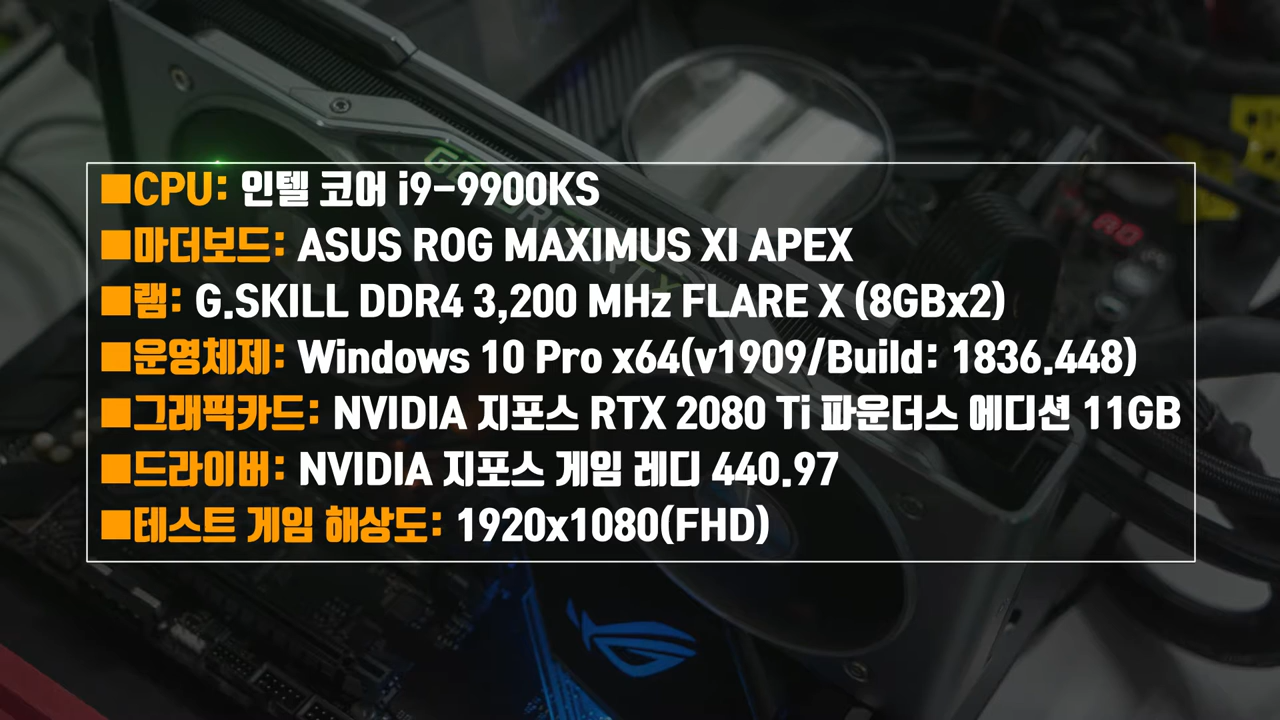 ■CPU: 인텔 코어 i9-9900KS
■마더보드: ASUS ROG MAXIMUS XI APEX
■램: G.SKILL DDR4 3,200 MHz FLARE X (8GBx2)
■운영체제: Windows 10 Pro x64(v1909/Build: 1836.448)
■그래픽카드: NVIDIA 지포스 RTX 2080 Ti 파운더스 에디션 11GB
■드라이버: NVIDIA 지포스 게임 레디 440.97
■테스트 게임 해상도: 1920x1080(FHD)
GEFORCE RTX
A0